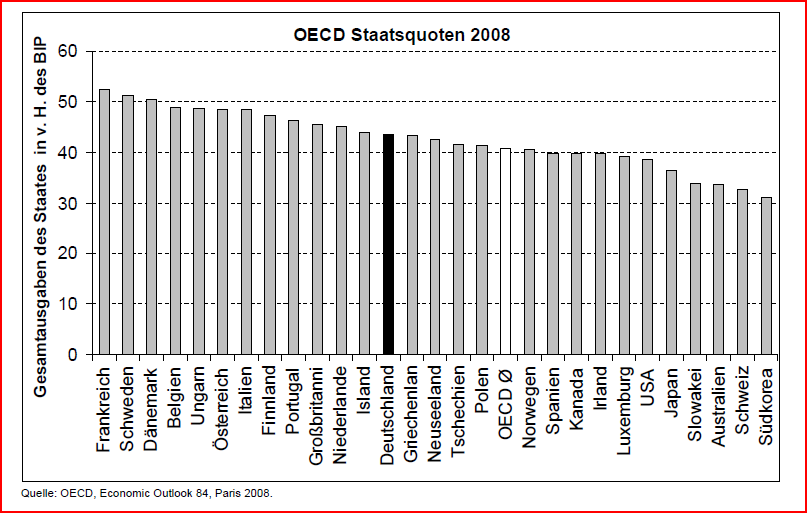 OECD Staatsquoten 2008
Gesamtausgaben des Staates in v. H. des BIP
60
50
40
30
20
10
0
Frankreich
Schweden
Dänemark
Belgien
Ungarn
Österreich
Italien
Finnland
Portugal
Großbritanni
Niederlande
Island
Deutschland
Griechenlan
Neuseeland
Tschechien
Polen
OECD Ø
Norwegen
Spanien
Kanada
Irland
Luxemburg
USA
Japan
Slowakei
Australien
Schweiz
Südkorea
Quelle: OECD, Economic Outlook 84, Paris 2008.